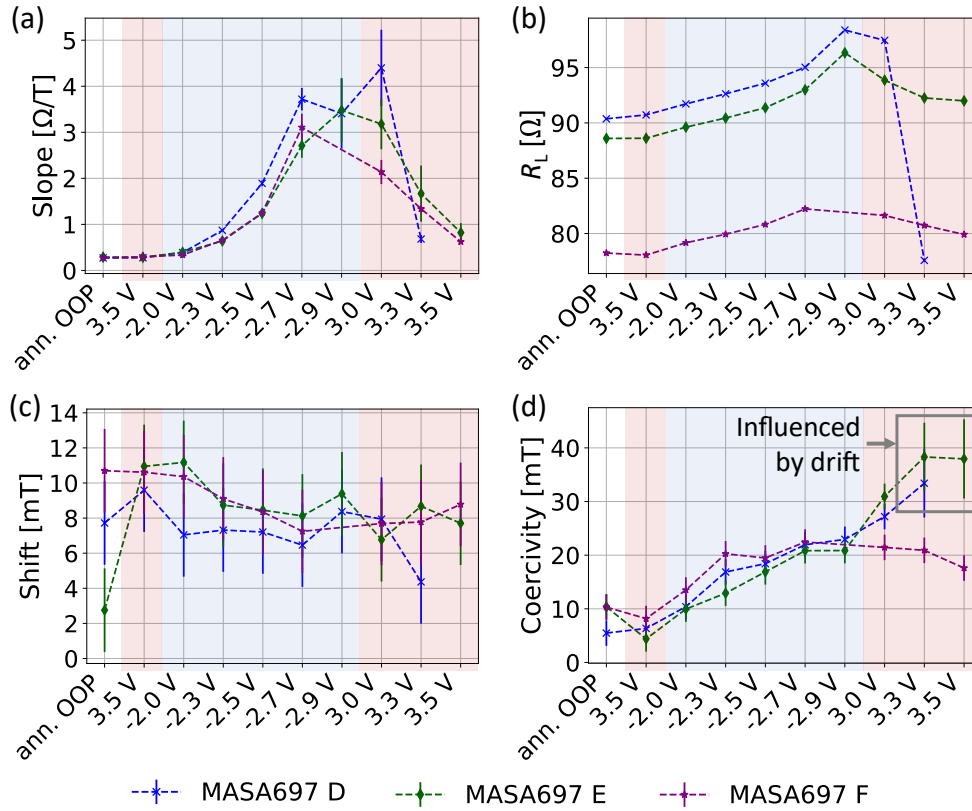 (a)
Slope [Ω/T]
5
4
3
2
1
0
ann. OOP
3.5 V
-2.0 V
-2.3 V
-2.5 V
-2.7 V
-2.9 V
3.0 V
3.3 V
3.5 V
(b)
R_L [Ω]
95
90
85
80
ann. OOP
3.5 V
-2.0 V
-2.3 V
-2.5 V
-2.7 V
-2.9 V
3.0 V
3.3 V
3.5 V
(c)
Shift [mT]
14
12
10
8
6
4
2
0
ann. OOP
3.5 V
-2.0 V
-2.3 V
-2.5 V
-2.7 V
-2.9 V
3.0 V
3.3 V
3.5 V
(d)
Coercivity [mT]
40
30
20
10
0
Influenced
by drift
ann. OOP
3.5 V
-2.0 V
-2.3 V
-2.5 V
-2.7 V
-2.9 V
3.0 V
3.3 V
3.5 V
MASA697 D
MASA697 E
MASA697 F